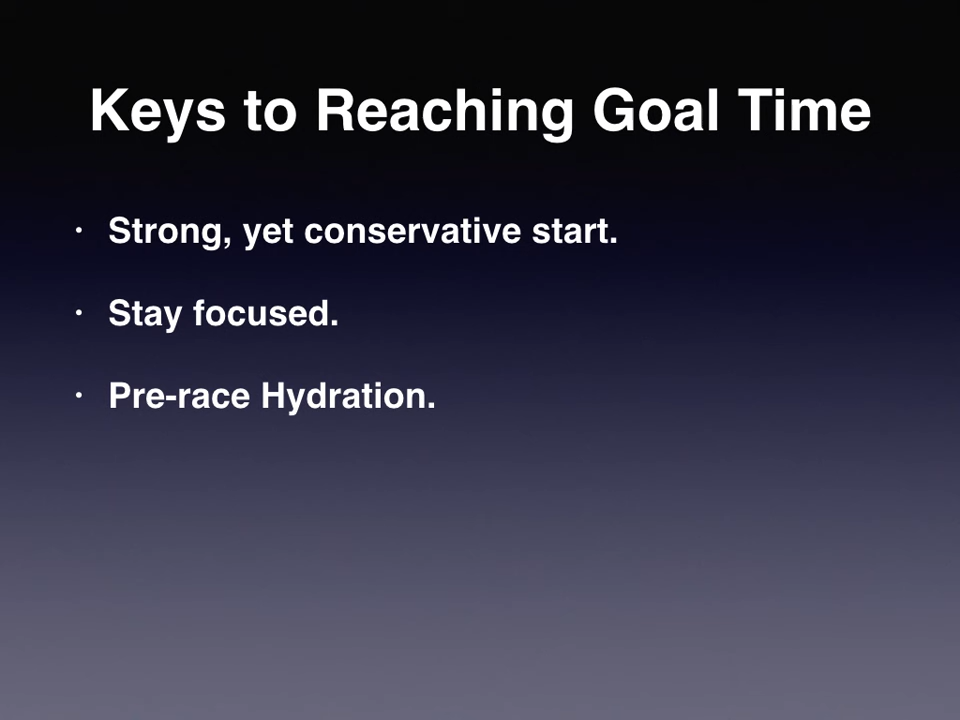 Keys to Reaching Goal Time
• Strong, yet conservative start.
• Stay focused.
• Pre-race Hydration.